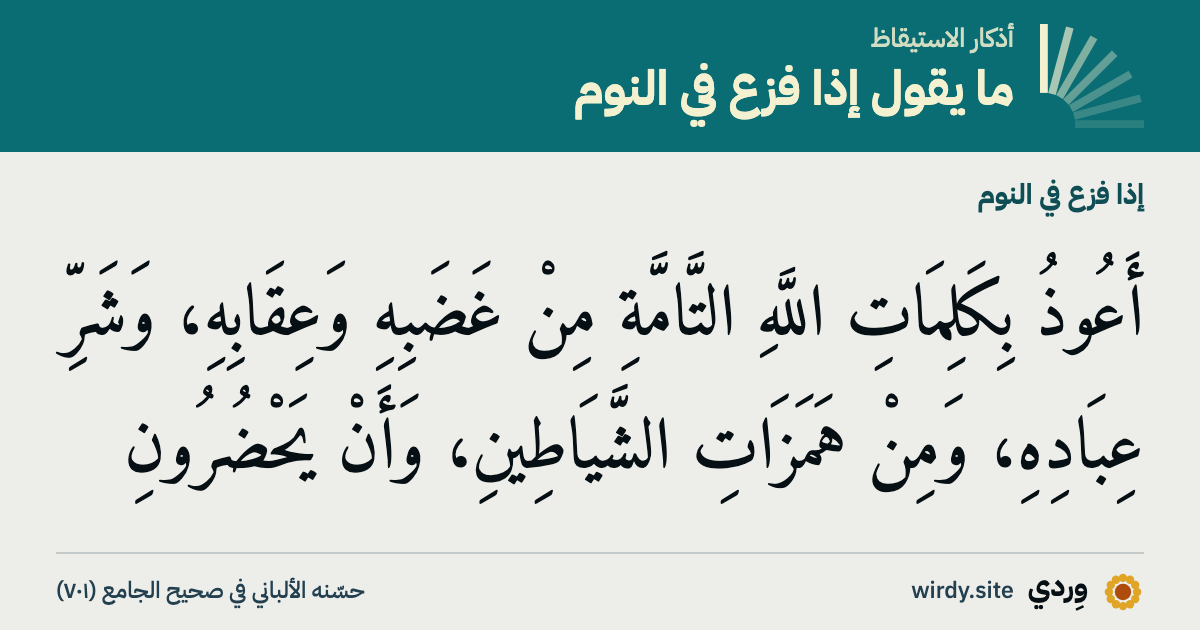 أذكار الاستيقاظ
ما يقول إذا فزع في النوم
إذا فزع في النوم
أَعُوذُ بِكَلِمَاتِ اللَّهِ التَّامَّةِ مِنْ غَضَبِهِ وَعِقَابِهِ، وَشَرِّ
عِبَادِهِ، وَمِنْ هَمَزَاتِ الشَّيَاطِينِ، وَأَنْ يَحْضُرُونِ
وِردي wirdy.site
حسّنه الألباني في صحيح الجامع (٧٠١)